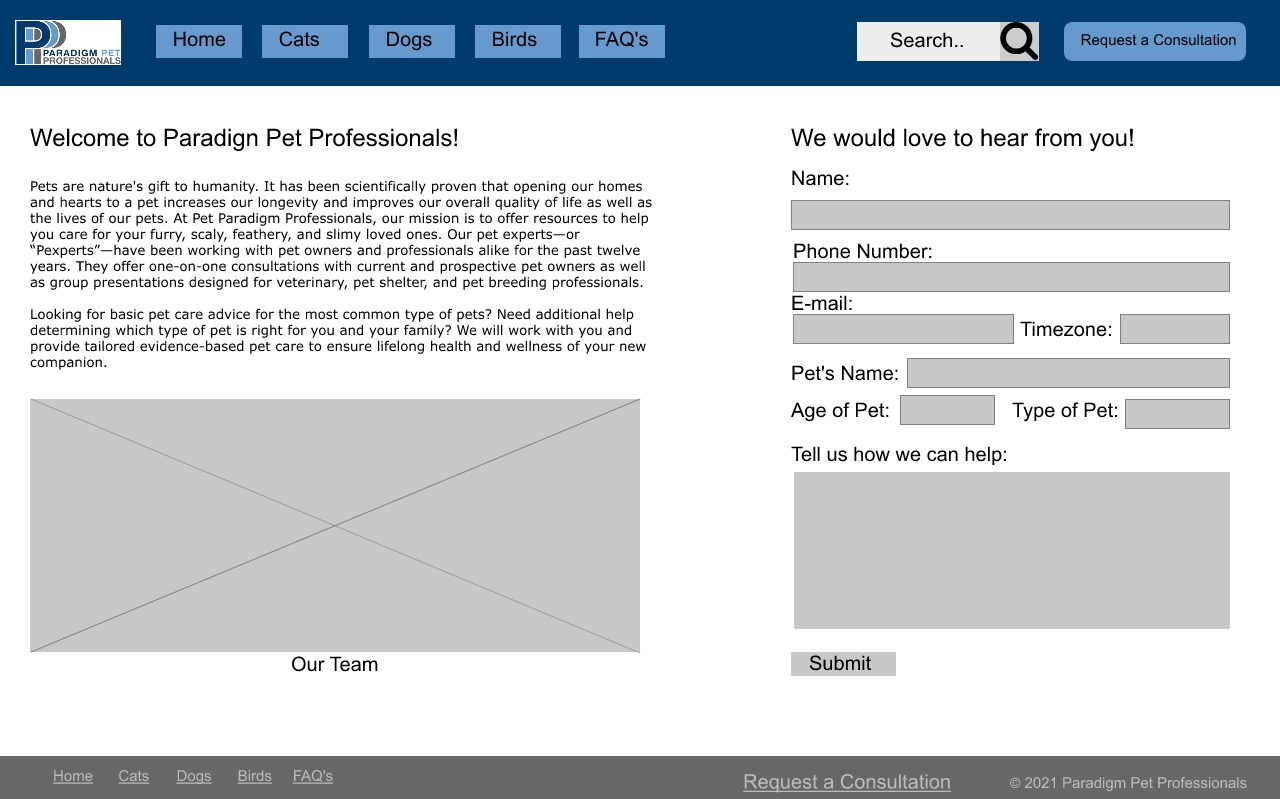 PARADIGM PET
PROFESSIONALS
Home
Cats
Dogs
Birds
FAQ's
Search..
Request a Consultation
Welcome to Paradign Pet Professionals!
Pets are nature's gift to humanity. It has been scientifically proven that opening our homes
and hearts to a pet increases our longevity and improves our overall quality of life as well as
the lives of our pets. At Pet Paradigm Professionals, our mission is to offer resources to help
you care for your furry, scaly, feathery, and slimy loved ones. Our pet experts—or
“Pexperts”—have been working with pet owners and professionals alike for the past twelve
years. They offer one-on-one consultations with current and prospective pet owners as well
as group presentations designed for veterinary, pet shelter, and pet breeding professionals.
Looking for basic pet care advice for the most common type of pets? Need additional help
determining which type of pet is right for you and your family? We will work with you and
provide tailored evidence-based pet care to ensure lifelong health and wellness of your new
companion.
Our Team
We would love to hear from you!
Name:
Phone Number:
E-mail:
Timezone:
Pet's Name:
Age of Pet:
Type of Pet:
Tell us how we can help:
Submit
Home
Cats
Dogs
Birds
FAQ's
Request a Consultation
© 2021 Paradigm Pet Professionals